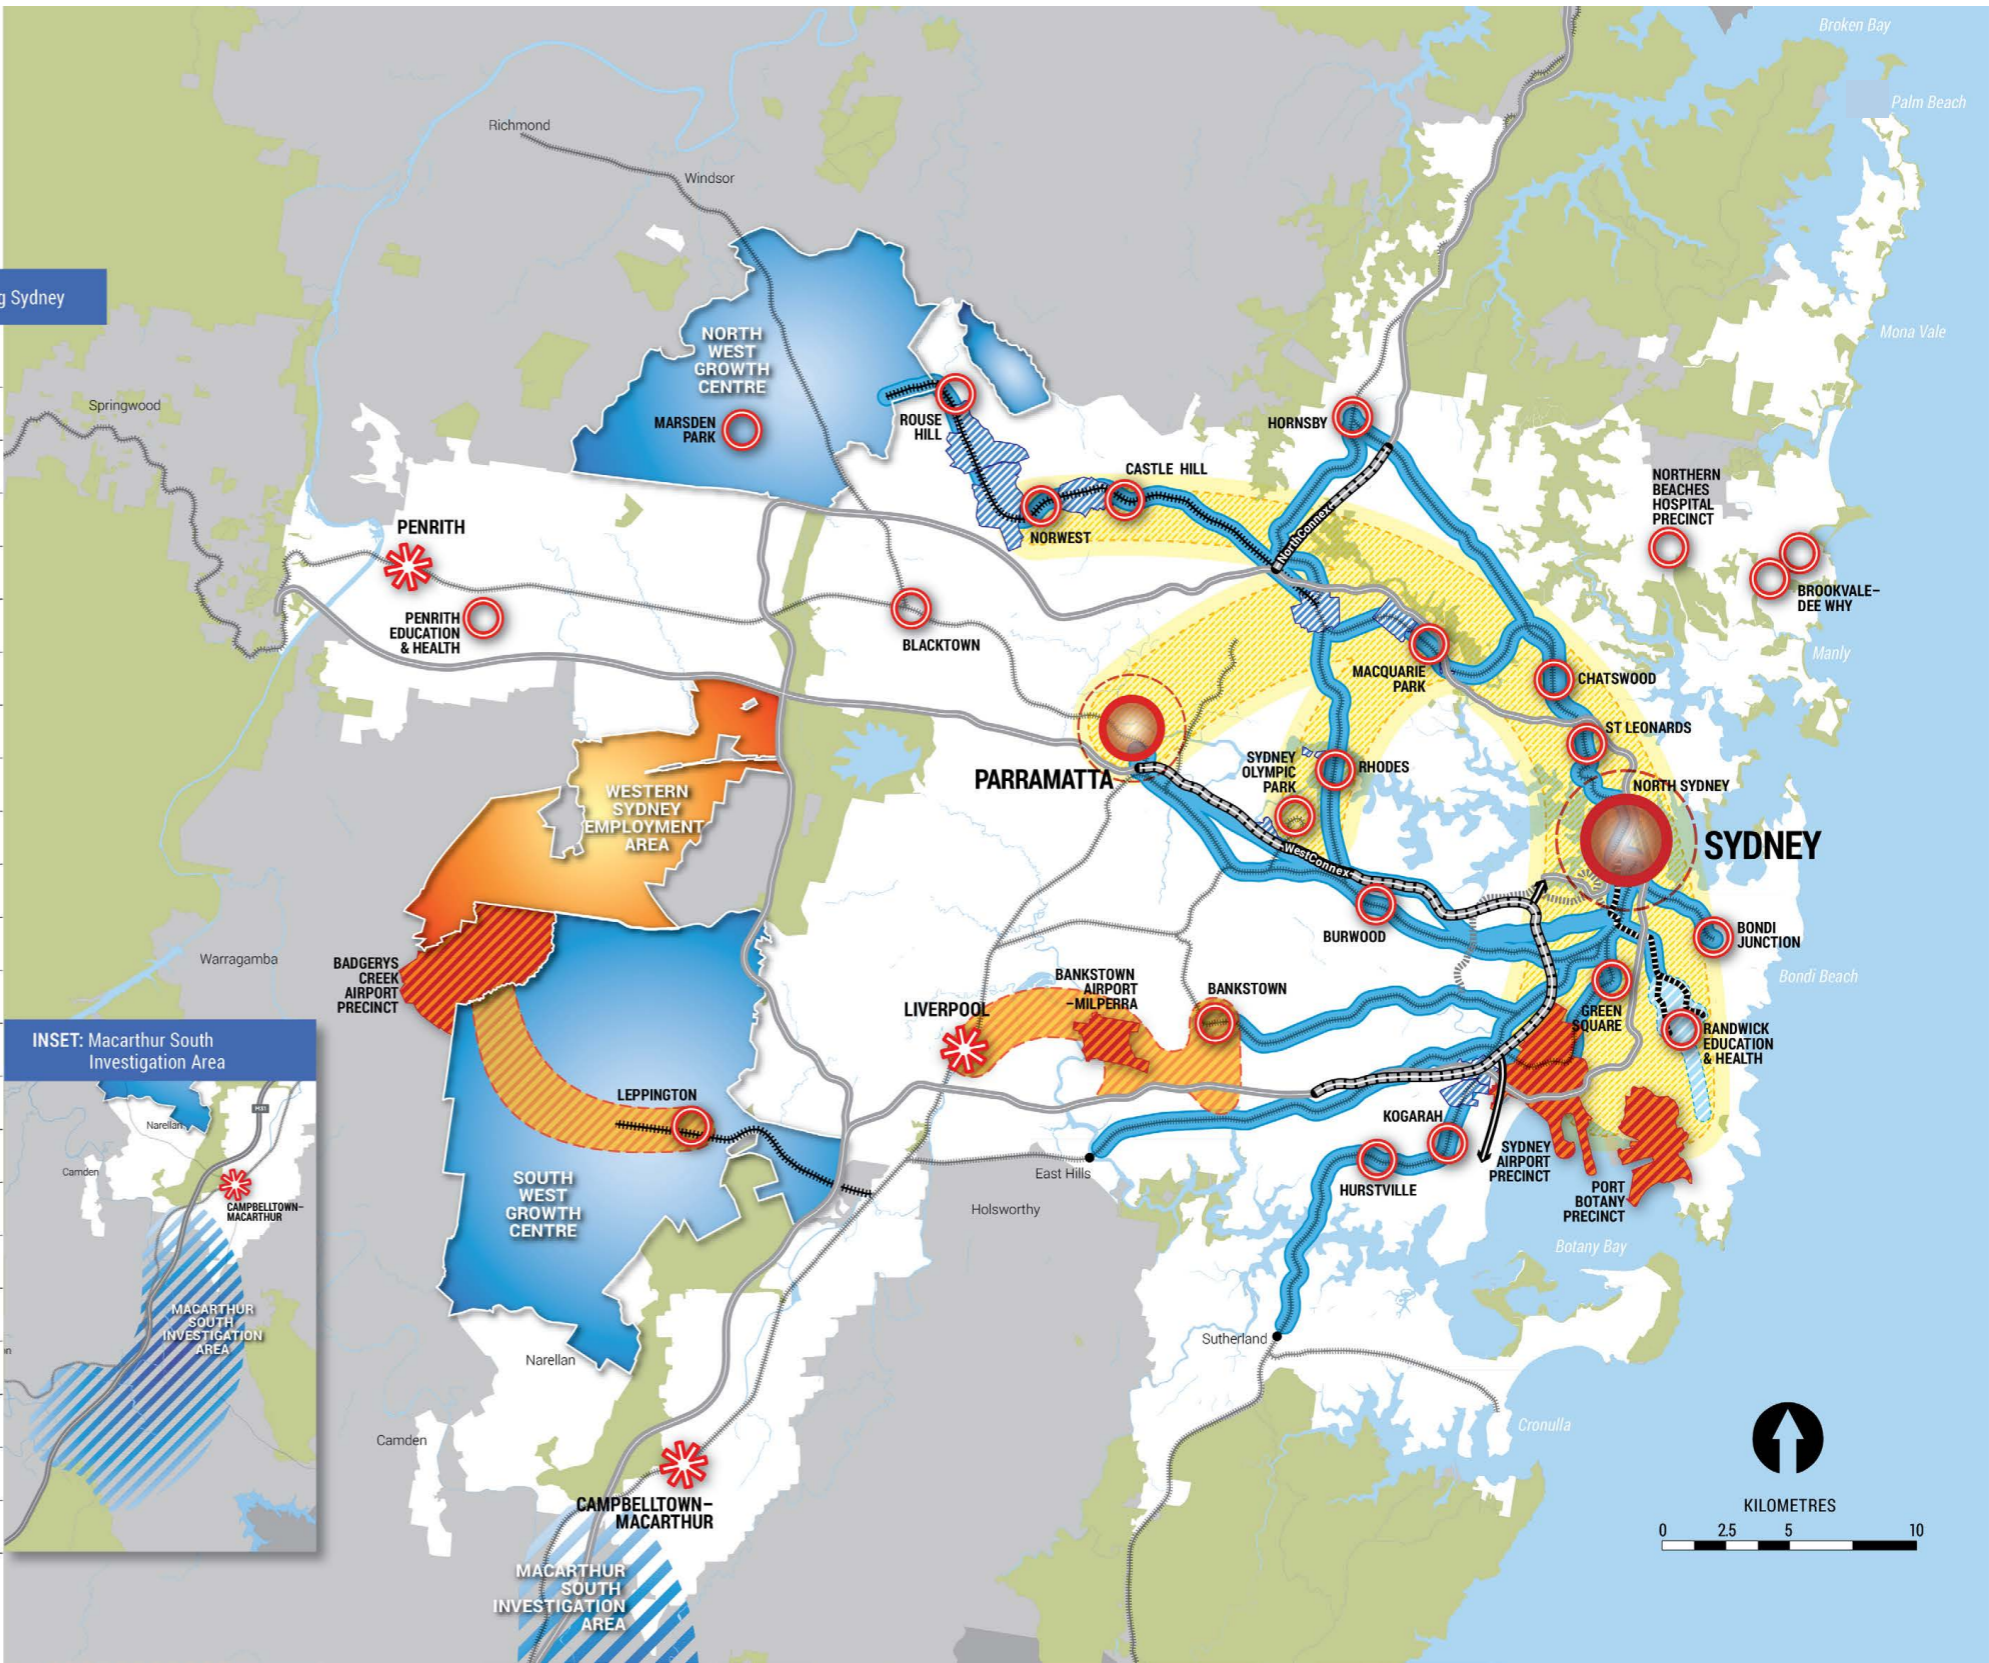 Broken Bay
Palm Beach
Richmond
Windsor
g Sydney
Mona Vale
NORTH
WEST
GROWTH
CENTRE
MARSDEN
PARK
ROUSE
HILL
Springwood
HORNSBY
CASTLE HILL
NORTHERN
BEACHES
HOSPITAL
PRECINCT
NORWEST
NorthConnex
PENRITH
PENRITH
EDUCATION
& HEALTH
BLACKTOWN
BROOKVALE–
DEE WHY
Manly
MACQUARIE
PARK
CHATSWOOD
ST LEONARDS
PARRAMATTA
SYDNEY
OLYMPIC
PARK
RHODES
NORTH SYDNEY
SYDNEY
WESTERN
SYDNEY
EMPLOYMENT
AREA
WestConnex
BURWOOD
BONDI
JUNCTION
Bondi Beach
Warragamba
BADGERYS
CREEK
AIRPORT
PRECINCT
LIVERPOOL
BANKSTOWN
AIRPORT
–MILPERRA
BANKSTOWN
GREEN
SQUARE
RANDWICK
EDUCATION
& HEALTH
INSET: Macarthur South
Investigation Area
M31
Narellan
Camden
CAMPBELLTOWN–
MACARTHUR
MACARTHUR
SOUTH
INVESTIGATION
AREA
LEPPINGTON
SOUTH
WEST
GROWTH
CENTRE
East Hills
Holsworthy
KOGARAH
HURSTVILLE
SYDNEY
AIRPORT
PRECINCT
PORT
BOTANY
PRECINCT
Botany Bay
Sutherland
Narellan
Camden
Cronulla
CAMPBELLTOWN–
MACARTHUR
MACARTHUR
SOUTH
INVESTIGATION
AREA
KILOMETRES
0 2.5 5 10